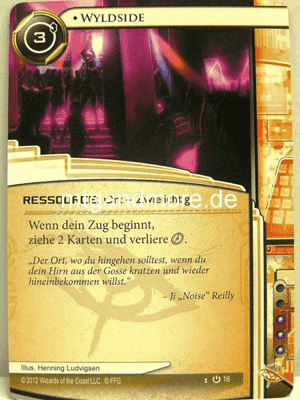 3
• WYLDSIDE
RESSOURCE: Ort - Zwielichtig
Wenn dein Zug beginnt,
ziehe 2 Karten und verliere
„Der Ort, wo du hingehen solltest, wenn du
dein Hirn aus der Gosse kratzen und wieder
hineinbekommen willst.“
– Ji „Noise“ Reilly
Illus. Henning Ludvigsen
© 2012 Wizards of the Coast LLC. © FFG
16